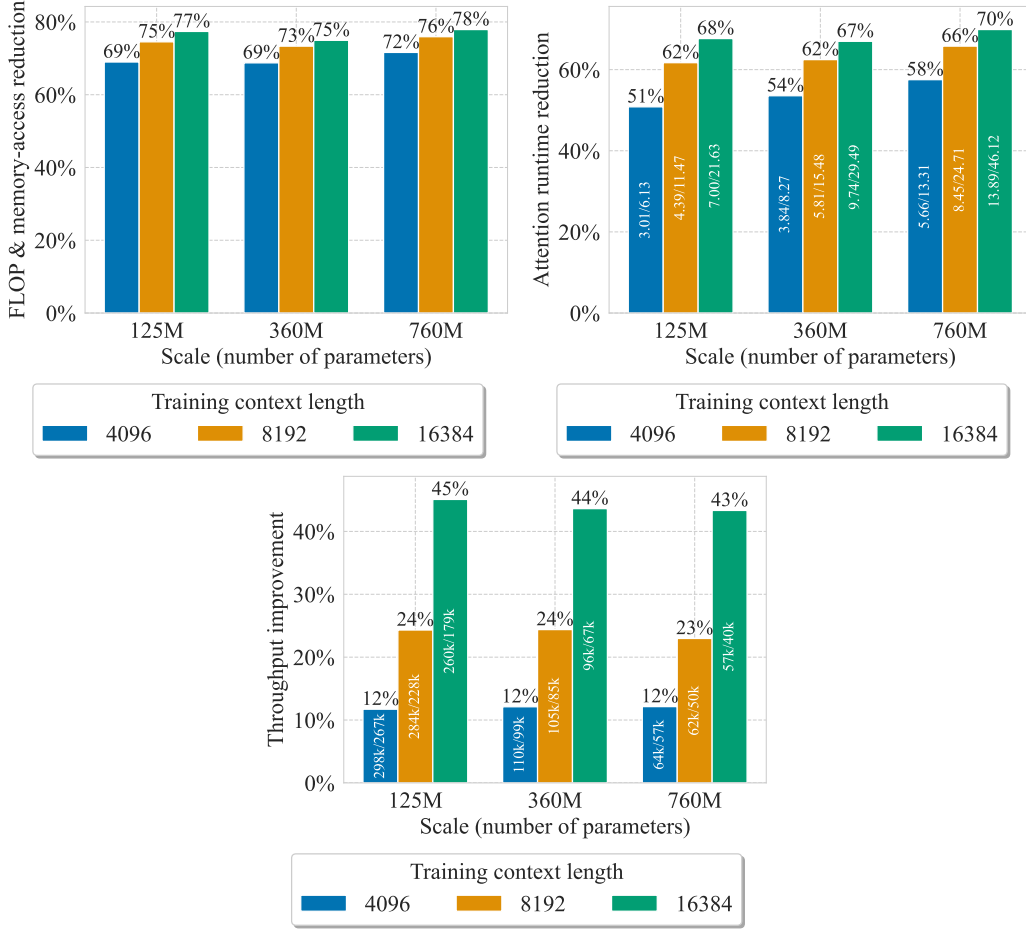 FLOP & memory-access reduction
80%
60%
40%
20%
0%
69% 75% 77% 69% 73% 75% 72% 76% 78%
125M 360M 760M
Scale (number of parameters)
Training context length
4096 8192 16384
Attention runtime reduction
60%
40%
20%
0%
51% 62% 68% 54% 62% 67% 58% 66% 70%
3.01/6.13 4.39/11.47 7.00/21.63 3.84/8.27 5.81/15.48 9.74/29.49 5.66/13.31 8.45/24.71 13.89/46.12
125M 360M 760M
Scale (number of parameters)
Training context length
4096 8192 16384
Throughput improvement
40%
30%
20%
10%
0%
12% 24% 45% 12% 24% 44% 12% 23% 43%
298k/267k 284k/228k 260k/179k 110k/99k 105k/85k 96k/67k 64k/57k 62k/50k 57k/40k
125M 360M 760M
Scale (number of parameters)
Training context length
4096 8192 16384